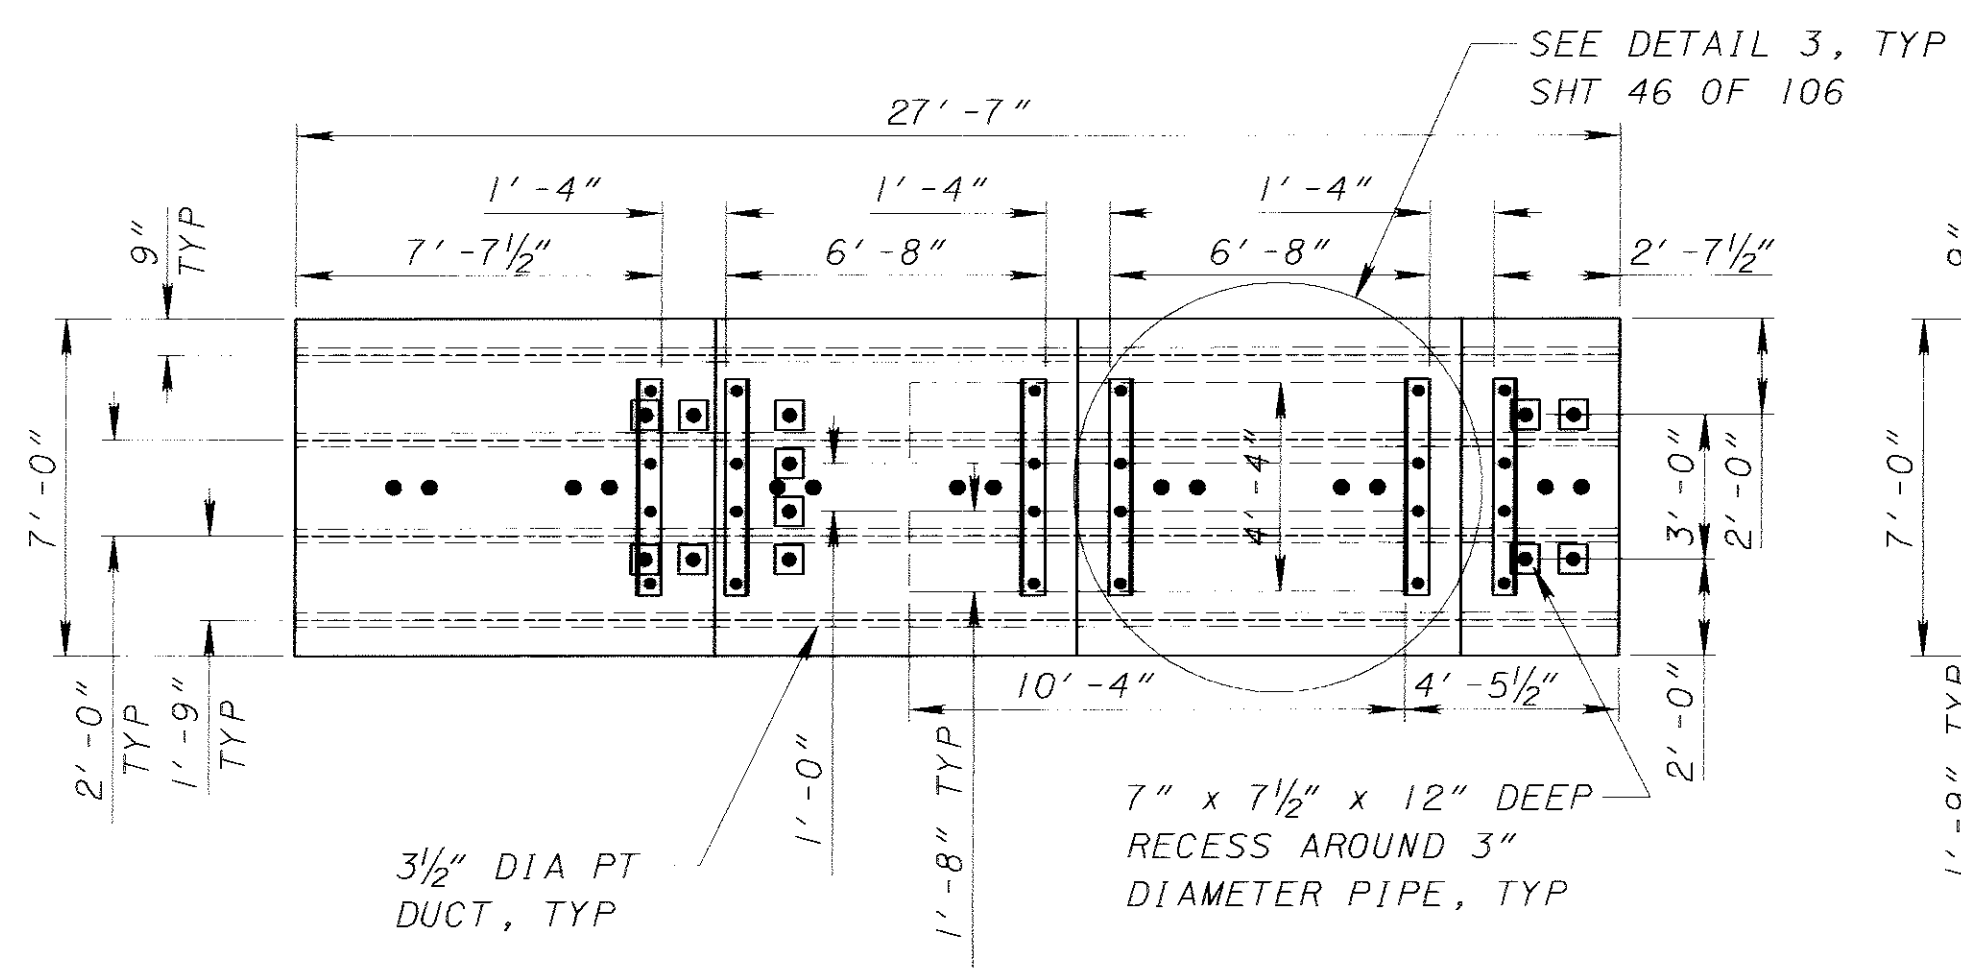 SEE DETAIL 3, TYP
SHT 46 OF 106
27'-7"
1'-4"
1'-4"
1'-4"
9"
TYP
7'-7½"
6'-8"
6'-8"
2'-7½"
7'-0"
4'-4"
3'-0"
2'-0"
7'-0"
10'-4"
4'-5½"
2'-0"
TYP
1'-9"
TYP
1'-0"
1'-8" TYP
2'-0"
7" x 7½" x 12" DEEP
RECESS AROUND 3"
DIAMETER PIPE, TYP
3½" DIA PT
DUCT, TYP
1'-9" TYP